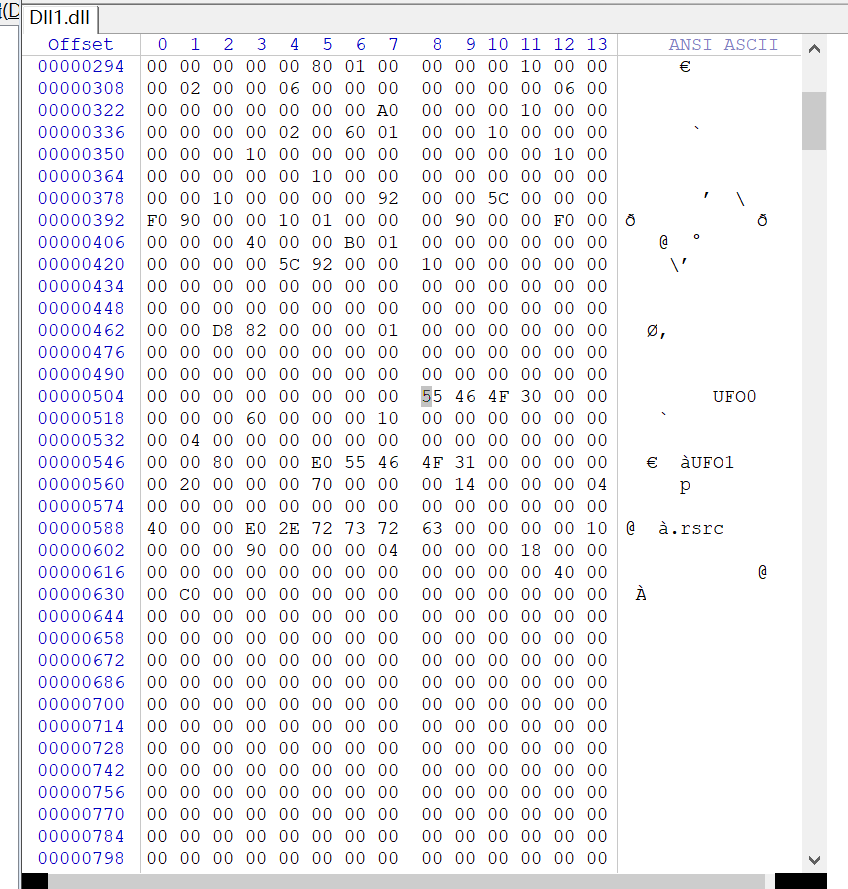 (D
Dll1.dll
Offset 0 1 2 3 4 5 6 7 8 9 10 11 12 13 ANSI ASCII
00000294 00 00 00 00 00 80 01 00 00 00 00 10 00 00 €
00000308 00 02 00 00 06 00 00 00 00 00 00 00 06 00
00000322 00 00 00 00 00 00 00 A0 00 00 00 10 00 00
00000336 00 00 00 00 02 00 60 01 00 00 10 00 00 00 `
00000350 00 00 00 10 00 00 00 00 00 00 00 00 10 00
00000364 00 00 00 00 00 10 00 00 00 00 00 00 00 00
00000378 00 00 10 00 00 00 00 92 00 00 5C 00 00 00 ’ \
00000392 F0 90 00 00 10 01 00 00 00 90 00 00 F0 00 ð ð
00000406 00 00 00 40 00 00 B0 01 00 00 00 00 00 00 @ °
00000420 00 00 00 00 5C 92 00 00 10 00 00 00 00 00 \’
00000434 00 00 00 00 00 00 00 00 00 00 00 00 00 00
00000448 00 00 00 00 00 00 00 00 00 00 00 00 00 00
00000462 00 00 D8 82 00 00 00 01 00 00 00 00 00 00 Ø‚
00000476 00 00 00 00 00 00 00 00 00 00 00 00 00 00
00000490 00 00 00 00 00 00 00 00 00 00 00 00 00 00
00000504 00 00 00 00 00 00 00 00 55 46 4F 30 00 00 UFO0
00000518 00 00 00 60 00 00 00 10 00 00 00 00 00 00 `
00000532 00 04 00 00 00 00 00 00 00 00 00 00 00 00
00000546 00 00 80 00 00 E0 55 46 4F 31 00 00 00 00 € àUFO1
00000560 00 20 00 00 00 70 00 00 00 14 00 00 00 04 p
00000574 00 00 00 00 00 00 00 00 00 00 00 00 00 00
00000588 40 00 00 E0 2E 72 73 72 63 00 00 00 00 10 @ à.rsrc
00000602 00 00 00 90 00 00 00 04 00 00 00 18 00 00
00000616 00 00 00 00 00 00 00 00 00 00 00 00 40 00 @
00000630 00 C0 00 00 00 00 00 00 00 00 00 00 00 00 À
00000644 00 00 00 00 00 00 00 00 00 00 00 00 00 00
00000658 00 00 00 00 00 00 00 00 00 00 00 00 00 00
00000672 00 00 00 00 00 00 00 00 00 00 00 00 00 00
00000686 00 00 00 00 00 00 00 00 00 00 00 00 00 00
00000700 00 00 00 00 00 00 00 00 00 00 00 00 00 00
00000714 00 00 00 00 00 00 00 00 00 00 00 00 00 00
00000728 00 00 00 00 00 00 00 00 00 00 00 00 00 00
00000742 00 00 00 00 00 00 00 00 00 00 00 00 00 00
00000756 00 00 00 00 00 00 00 00 00 00 00 00 00 00
00000770 00 00 00 00 00 00 00 00 00 00 00 00 00 00
00000784 00 00 00 00 00 00 00 00 00 00 00 00 00 00
00000798 00 00 00 00 00 00 00 00 00 00 00 00 00 00